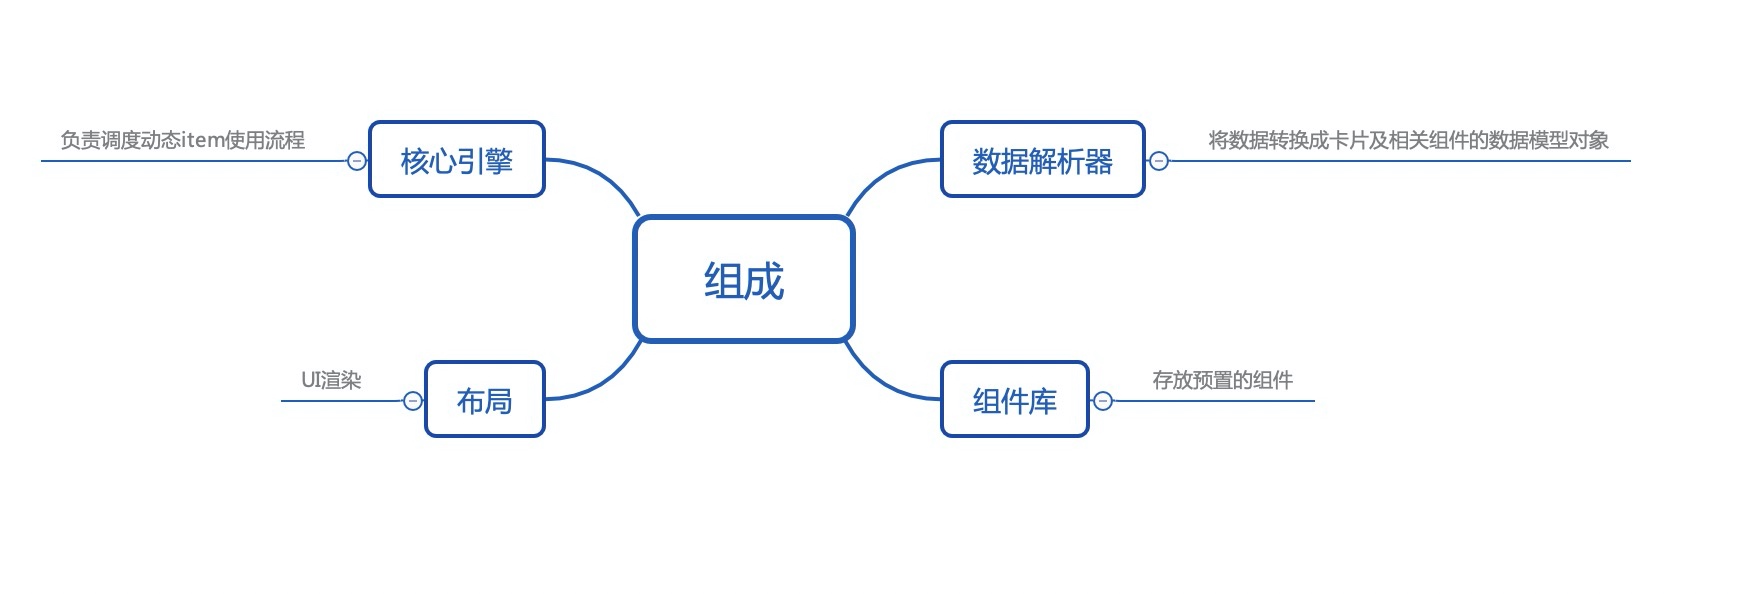 负责调度动态item使用流程
核心引擎
数据解析器
将数据转换成卡片及相关组件的数据模型对象
组成
UI渲染
布局
组件库
存放预置的组件